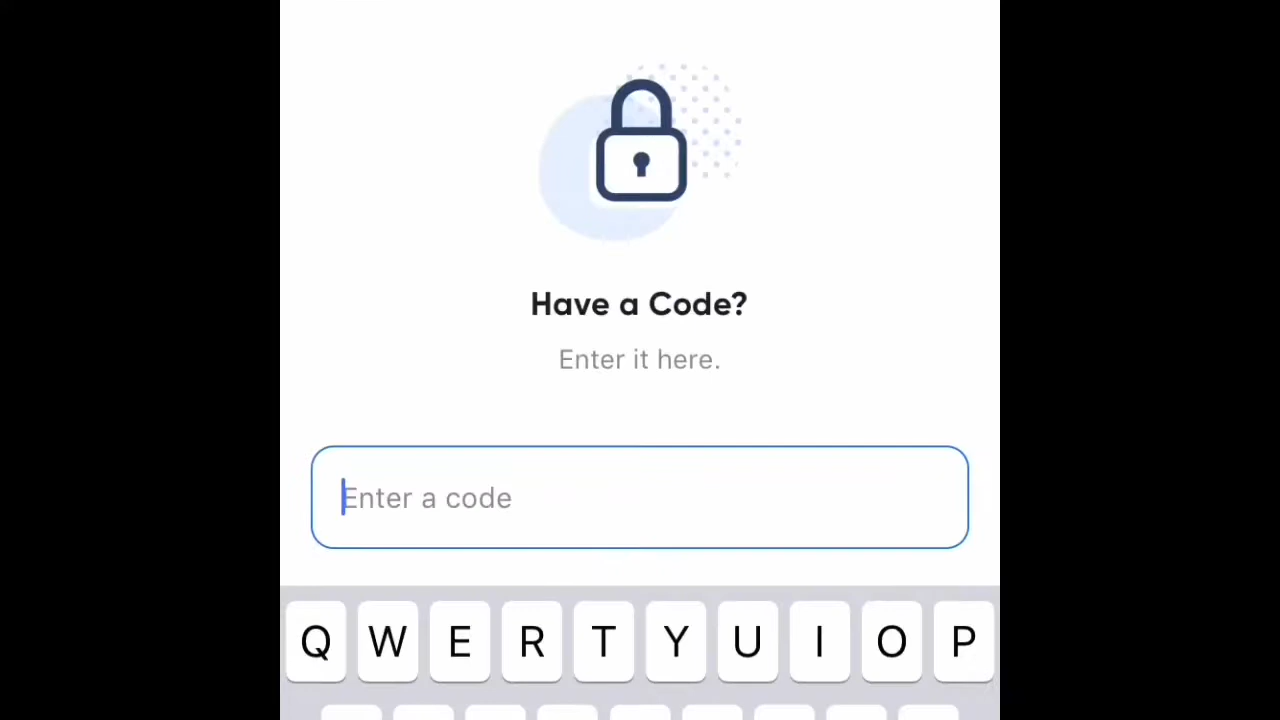 Have a Code?
Enter it here.
Enter a code
Q W E R T Y U I O P